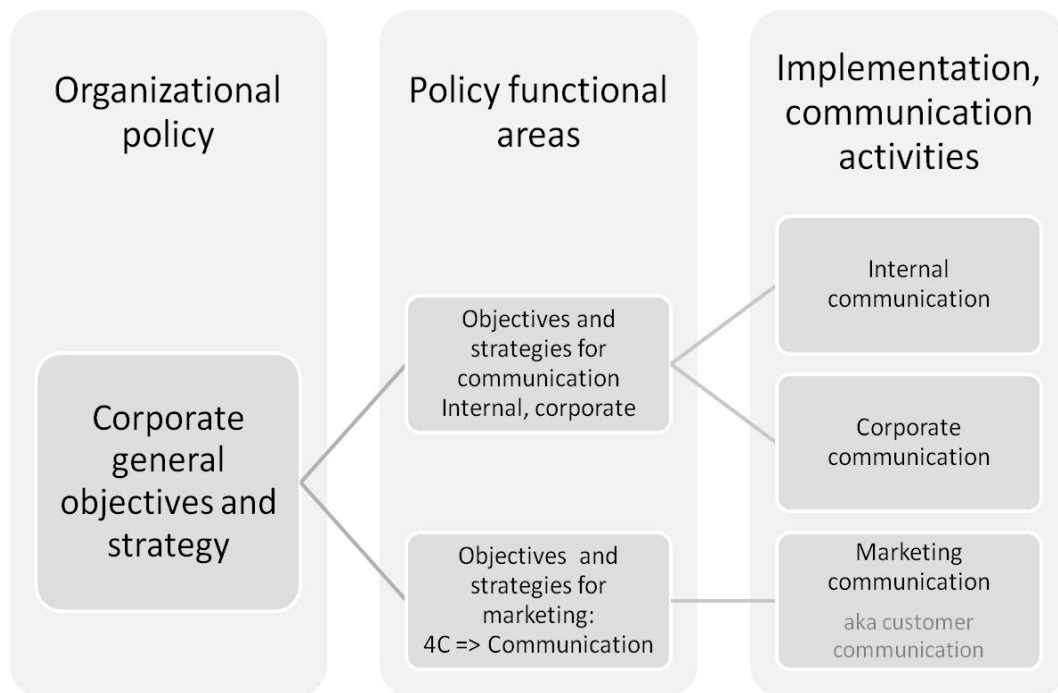 Organizational
policy
Corporate
general
objectives and
strategy
Policy functional
areas
Objectives and
strategies for
communication
Internal, corporate
Objectives and
strategies for
marketing:
4C => Communication
Implementation,
communication
activities
Internal
communication
Corporate
communication
Marketing
communication
aka customer
communication